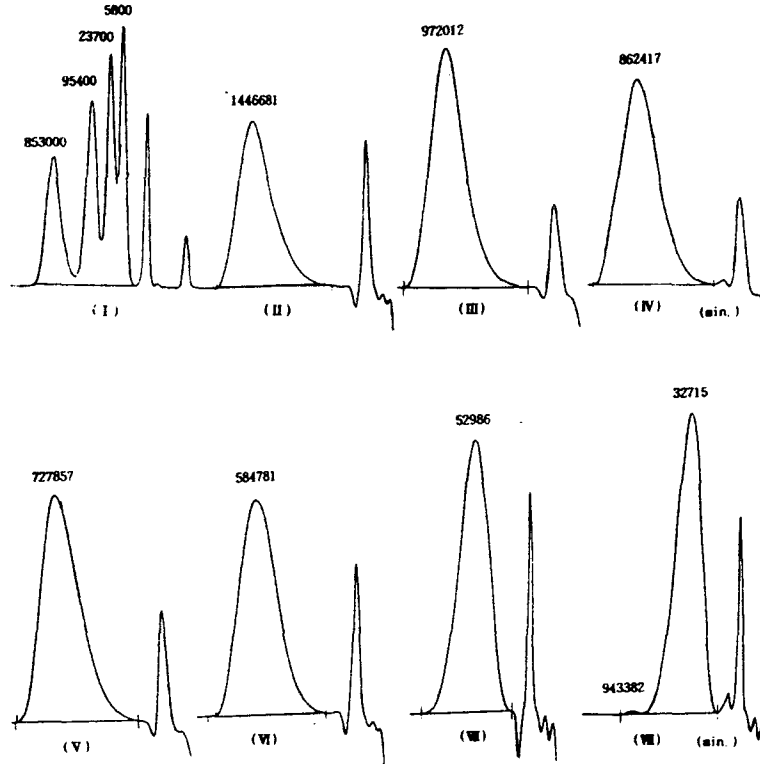 5800
23700
95400
853000
1446681
972012
862417
(I)
(II)
(III)
(IV)
(min.)
727857
584781
52986
32715
943382
(V)
(VI)
(VII)
(VIII)
(min.)